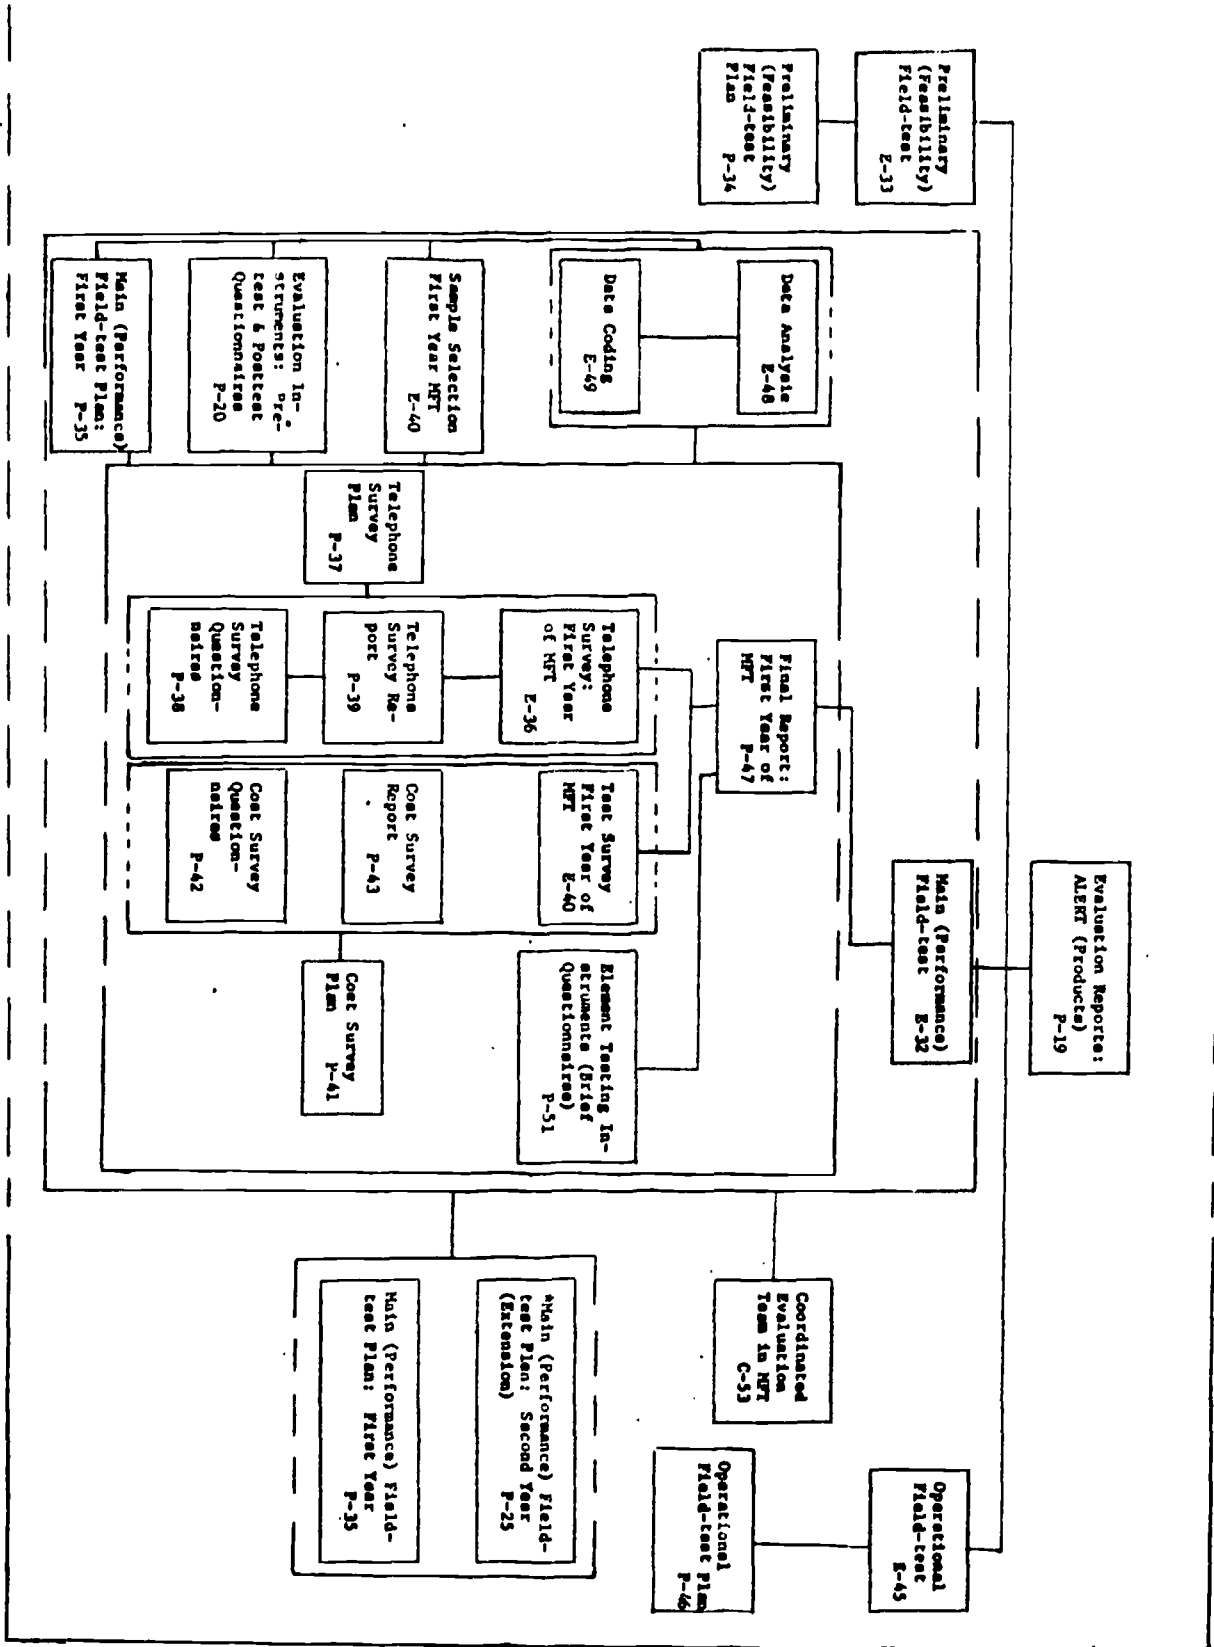 Evaluation Reports:
ALERT (Products)
P-19
Preliminary
(Feasibility)
Field-test
E-33
Preliminary
(Feasibility)
Field-test
Plan P-34
Main (Performance)
Field-test E-32
Operational
Field-test
E-45
Operational
Field-test Plan
P-46
Final Report:
First Year of
MFT P-47
Coordinated
Evaluation
Team in MFT
C-53
Data Analysis
E-48
Data Coding
E-49
Sample Selection
First Year MFT
E-40
Evaluation In-
struments: Pre-
test & Posttest
Questionnaires
P-20
Main (Performance)
Field-test Plan:
First Year P-35
Telephone
Survey
Plan
P-37
Telephone
Survey:
First Year
of MFT
E-36
Telephone
Survey Re-
port
P-39
Telephone
Survey
Question-
naires
P-38
Test Survey
First Year of
MFT E-40
Cost Survey
Report
P-43
Cost Survey
Question-
naires
P-42
Cost Survey
Plan P-41
Element Testing In-
struments (Brief
Questionnaires)
P-51
*Main (Performance) Field-
test Plan: Second Year
(Extension) P-25
Main (Performance) Field-
test Plan: First Year
P-35